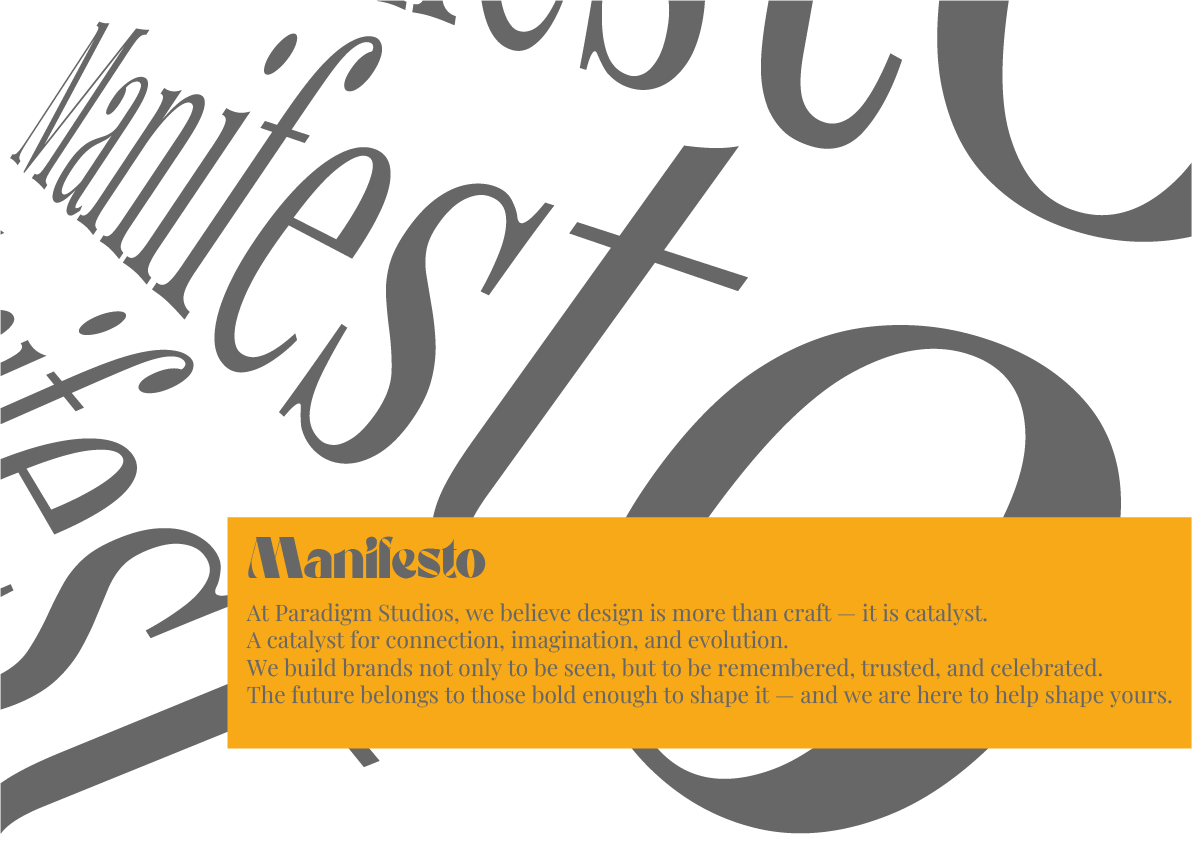 Manifesto
Manifesto
At Paradigm Studios, we believe design is more than craft — it is catalyst.
A catalyst for connection, imagination, and evolution.
We build brands not only to be seen, but to be remembered, trusted, and celebrated.
The future belongs to those bold enough to shape it — and we are here to help shape yours.